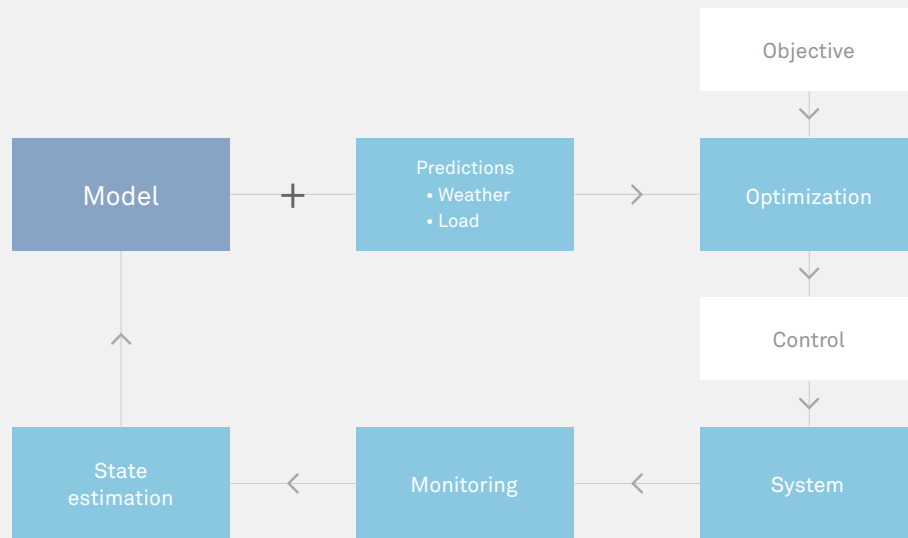 Objective
Model
+
Predictions
• Weather
• Load
Optimization
Control
State
estimation
Monitoring
System